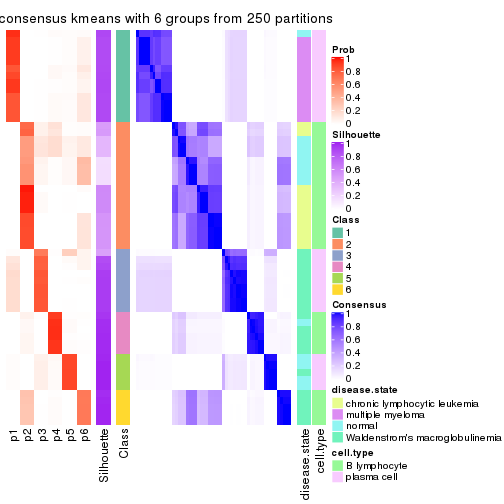 consensus kmeans with 6 groups from 250 partitions
Prob
1
0.8
0.6
0.4
0.2
0
Silhouette
1
0.8
0.6
0.4
0.2
0
Class
1
2
3
4
5
6
Consensus
1
0.8
0.6
0.4
0.2
0
disease.state
chronic lymphocytic leukemia
multiple myeloma
normal
Waldenstrom's macroglobulinemia
cell.type
B lymphocyte
plasma cell
p1
p2
p3
p4
p5
p6
Silhouette
Class
disease.state
cell.type